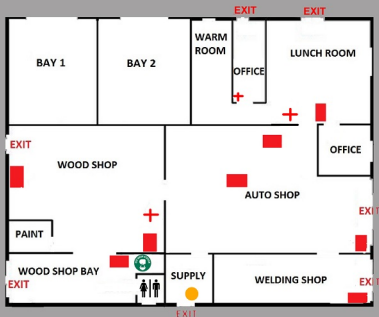 EXIT
EXIT
WARM
ROOM
LUNCH ROOM
BAY 1
BAY 2
OFFICE
EXIT
OFFICE
WOOD SHOP
AUTO SHOP
EXIT
PAINT
WOOD SHOP BAY
SUPPLY
WELDING SHOP
EXIT
EXIT
EXIT